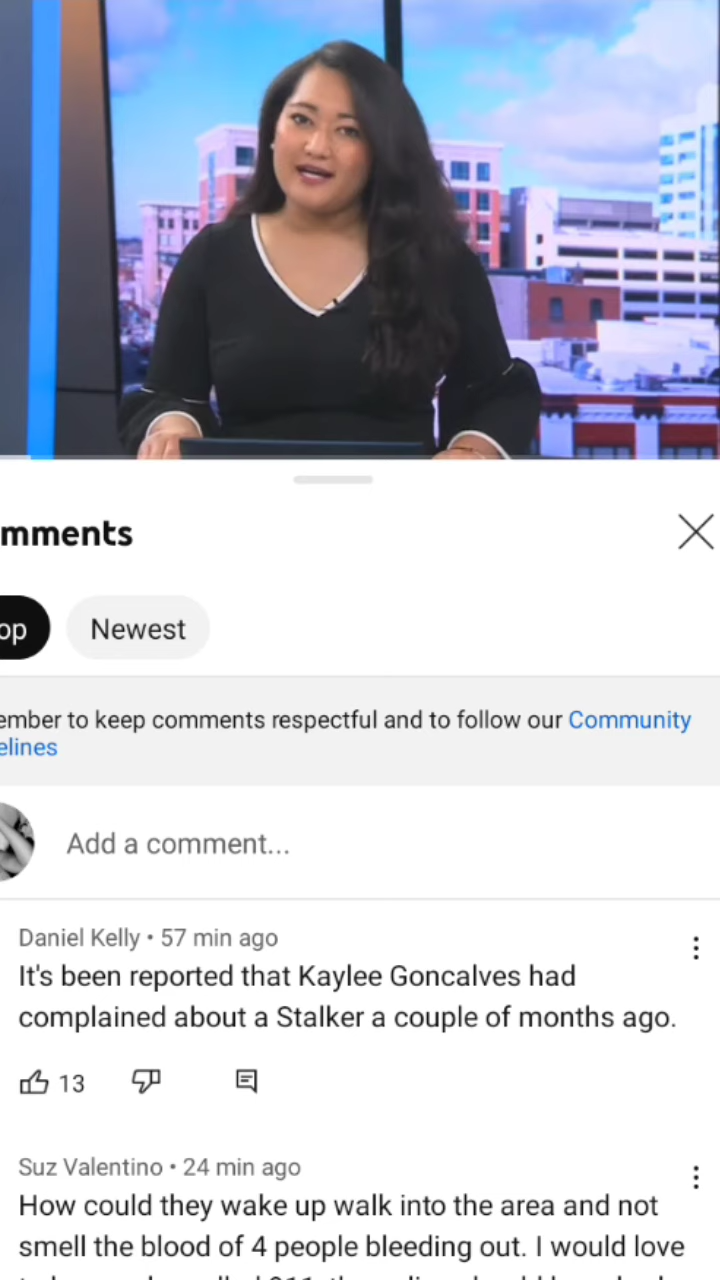 mments
op
Newest
ember to keep comments respectful and to follow our Community
elines
Add a comment...
Daniel Kelly • 57 min ago
It's been reported that Kaylee Goncalves had
complained about a Stalker a couple of months ago.
13
Suz Valentino • 24 min ago
How could they wake up walk into the area and not
smell the blood of 4 people bleeding out. I would love